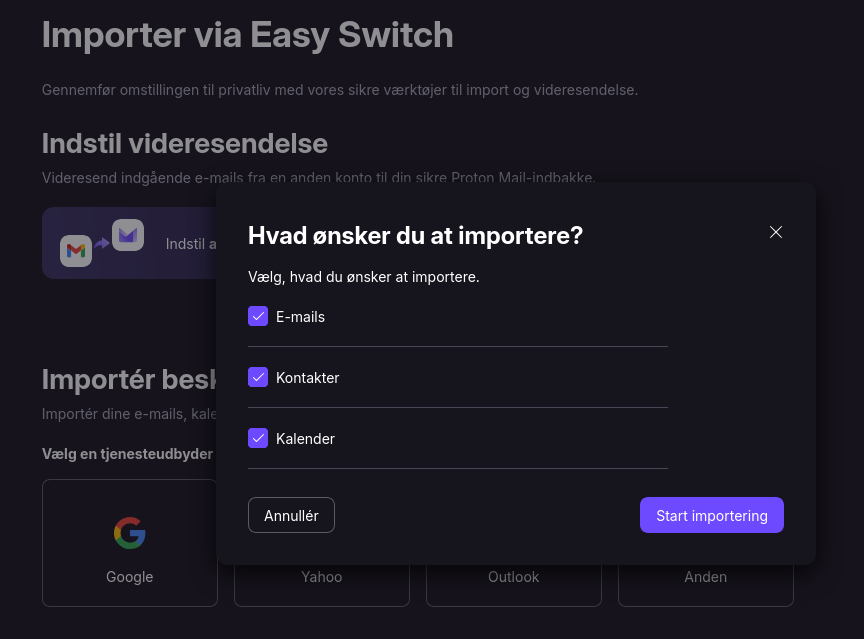 Importer via Easy Switch
Gennemfør omstillingen til privatliv med vores sikre værktøjer til import og videresendelse.
Indstil videresendelse
Videresend indgående e-mails fra en anden konto til din sikre Proton Mail-indbakke.
Indstil a
Hvad ønsker du at importere?
Vælg, hvad du ønsker at importere.
E-mails
Kontakter
Kalender
Annullér
Start importering
Importér besk
Importér dine e-mails, kale
Vælg en tjenesteudbyder
Google
Yahoo
Outlook
Anden